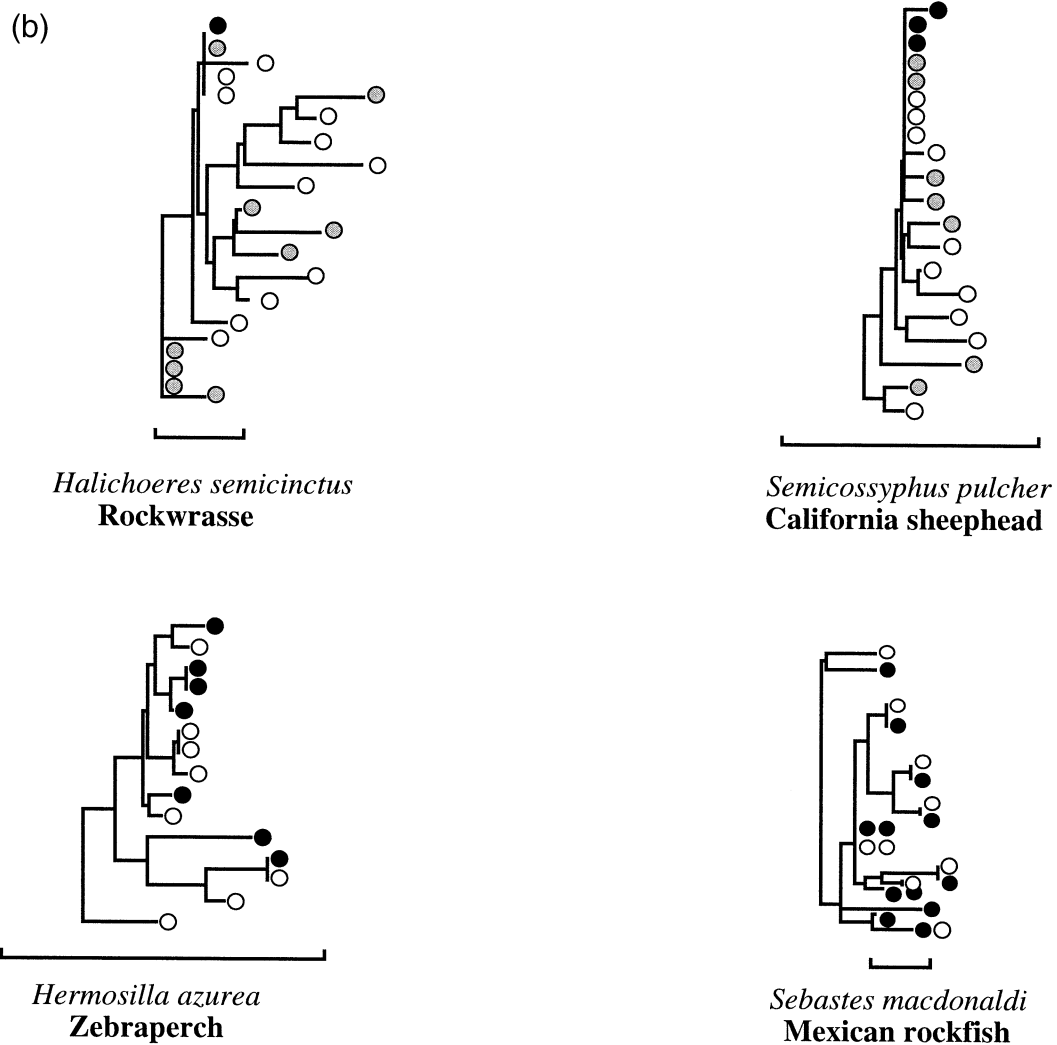 (b)
Halichoeres semicinctus
Rockwrasse
Semicossyphus pulcher
California sheephead
Hermosilla azurea
Zebraperch
Sebastes macdonaldi
Mexican rockfish